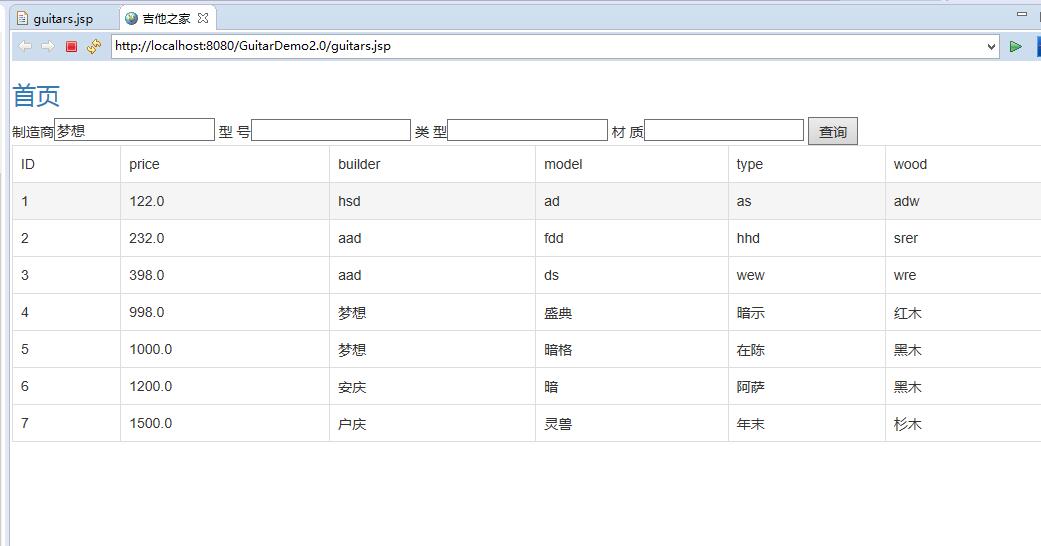 guitars.jsp 吉他之家
http://localhost:8080/GuitarDemo2.0/guitars.jsp
首页
制造商 梦想 型 号 类 型 材 质 查询
ID price builder model type wood
1 122.0 hsd ad as adw
2 232.0 aad fdd hhd srer
3 398.0 aad ds wew wre
4 998.0 梦想 盛典 暗示 红木
5 1000.0 梦想 暗格 在陈 黑木
6 1200.0 安庆 暗 阿萨 黑木
7 1500.0 户庆 灵兽 年末 杉木